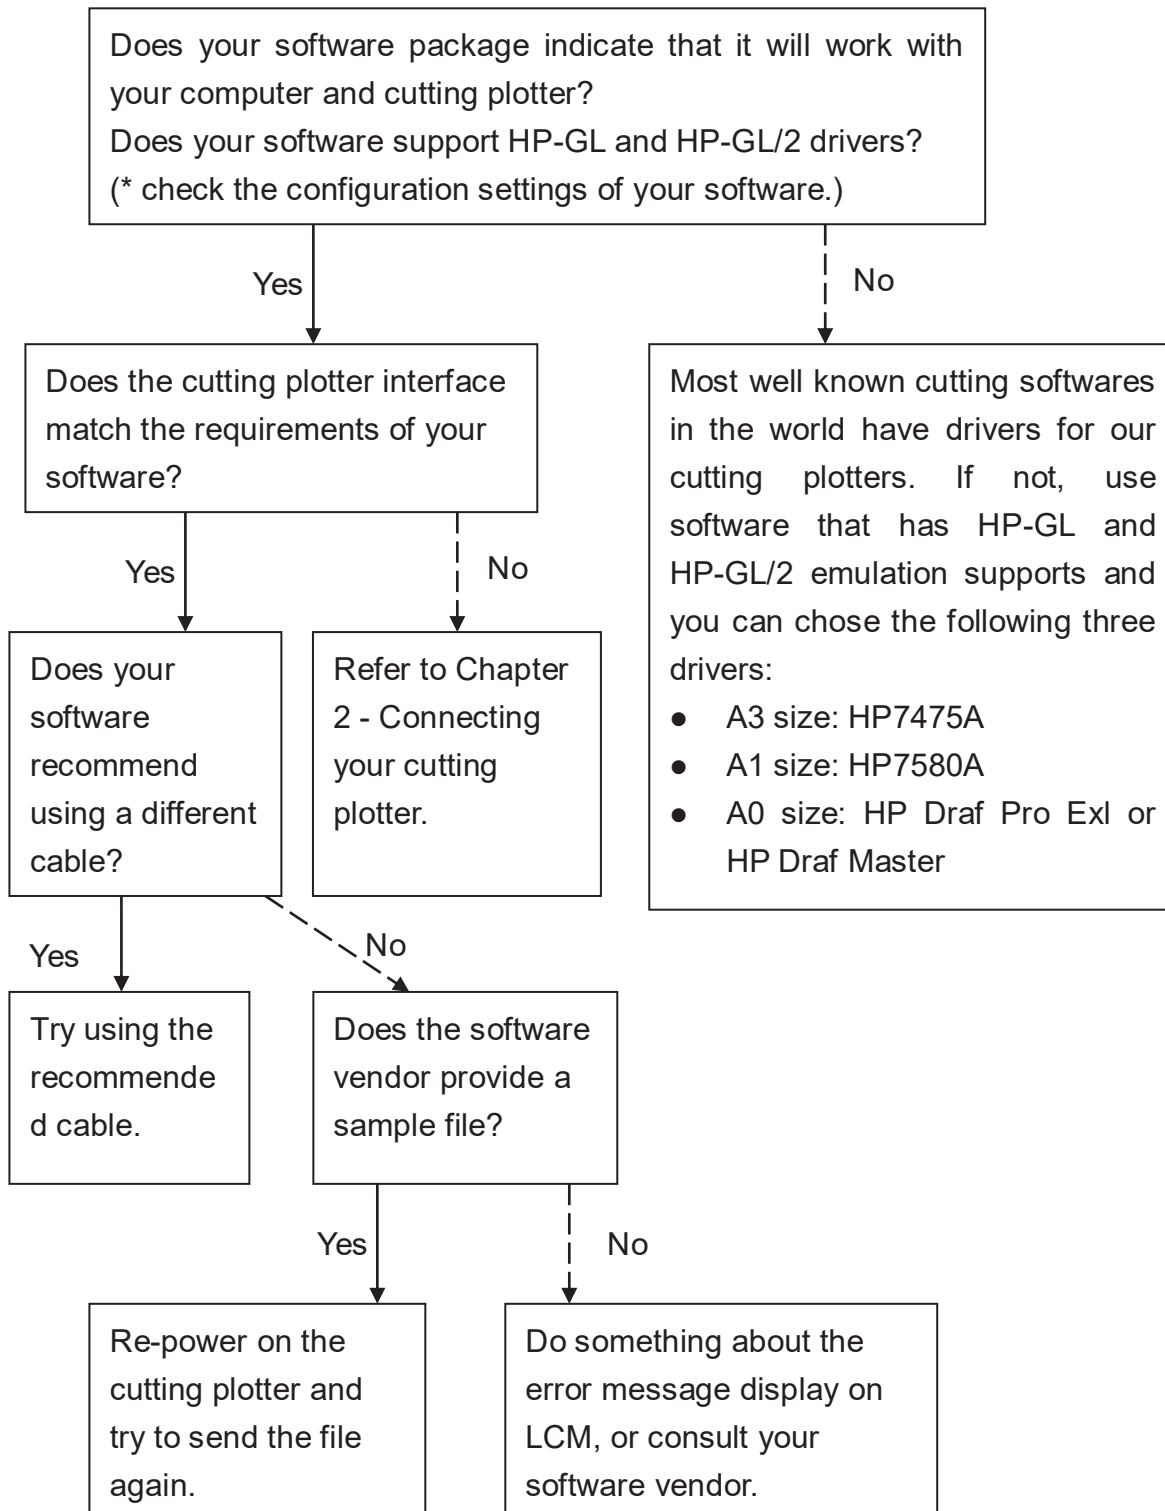 Does your software package indicate that it will work with
your computer and cutting plotter?
Does your software support HP-GL and HP-GL/2 drivers?
(* check the configuration settings of your software.)
Yes
No
Does the cutting plotter interface
match the requirements of your
software?
Most well known cutting softwares
in the world have drivers for our
cutting plotters. If not, use
software that has HP-GL and
HP-GL/2 emulation supports and
you can chose the following three
drivers:
● A3 size: HP7475A
● A1 size: HP7580A
● A0 size: HP Draf Pro Exl or
HP Draf Master
Yes
No
Does your
software
recommend
using a different
cable?
Refer to Chapter
2 - Connecting
your cutting
plotter.
Yes
No
Try using the
recommende
d cable.
Does the software
vendor provide a
sample file?
Yes
No
Re-power on the
cutting plotter and
try to send the file
again.
Do something about the
error message display on
LCM, or consult your
software vendor.